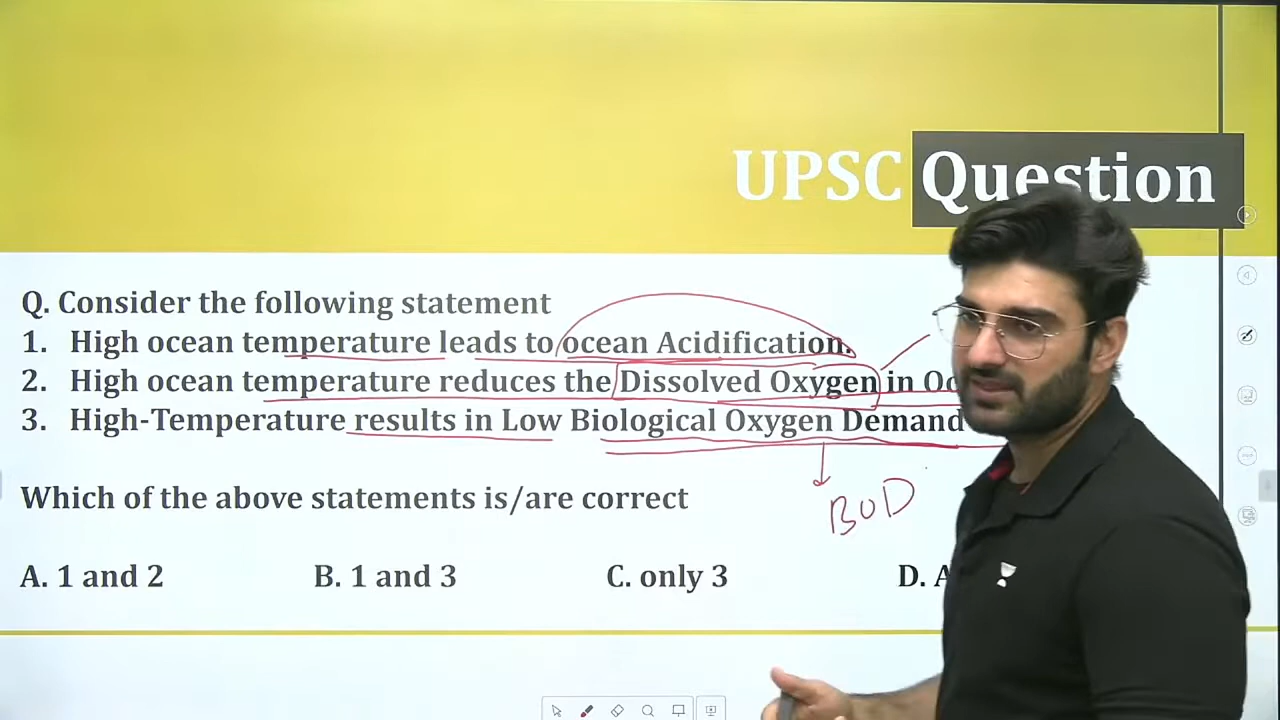 UPSC Question
Q. Consider the following statement
1. High ocean temperature leads to ocean Acidification.
2. High ocean temperature reduces the Dissolved Oxygen in
3. High-Temperature results in Low Biological Oxygen Demand
BOD
Which of the above statements is/are correct
A. 1 and 2 B. 1 and 3 C. only 3 D.